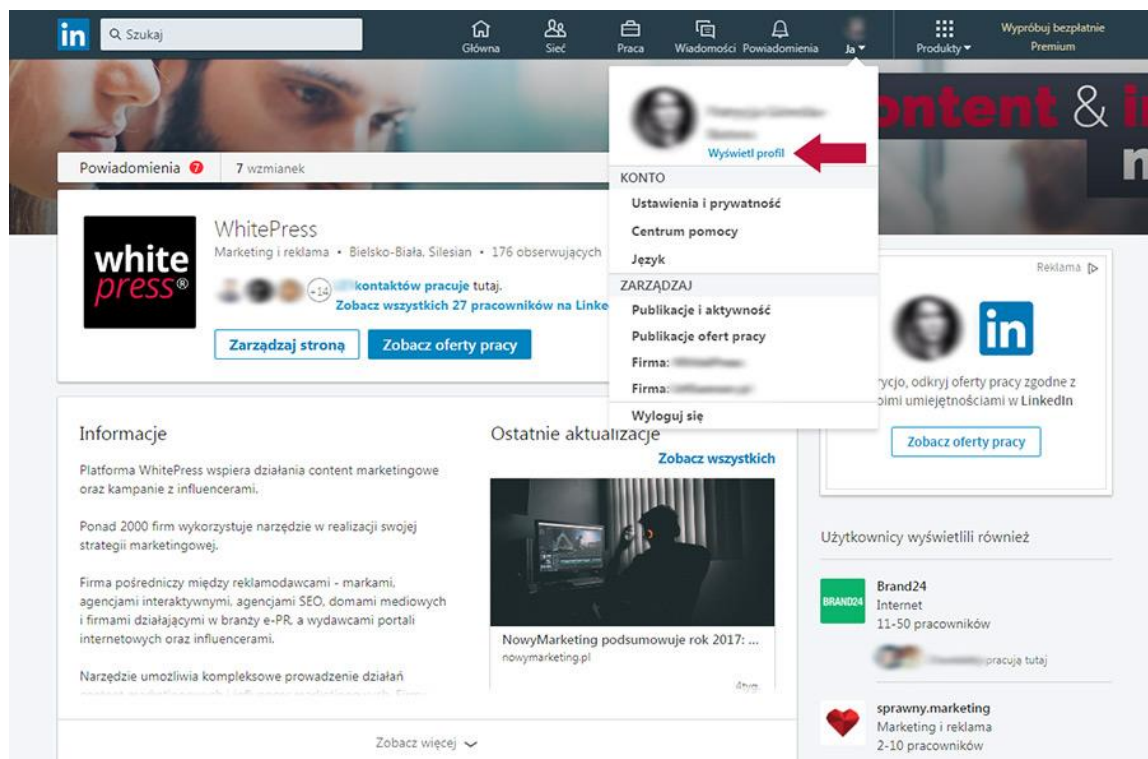 in
Szukaj
Główna
Sieć
Praca
Wiadomości
Powiadomienia
Ja
Produkty
Wypróbuj bezpłatnie
Premium
ontent & i
n
Powiadomienia 7
7 wzmianek
Wyświetl profil
KONTO
Ustawienia i prywatność
Centrum pomocy
Język
ZARZĄDZAJ
Publikacje i aktywność
Publikacje ofert pracy
Firma:
Firma:
Wyloguj się
white
press®
WhitePress
Marketing i reklama • Bielsko-Biała, Silesian • 176 obserwujących
+14
kontaktów pracuje tutaj.
Zobacz wszystkich 27 pracowników na Linke
Zarządzaj stroną
Zobacz oferty pracy
Reklama
in
rycjo, odkryj oferty pracy zgodne z
oimi umiejętnościami w LinkedIn
Zobacz oferty pracy
Informacje
Platforma WhitePress wspiera działania content marketingowe
oraz kampanie z influencerami.
Ponad 2000 firm wykorzystuje narzędzie w realizacji swojej
strategii marketingowej.
Firma pośredniczy między reklamodawcami - markami,
agencjami interaktywnymi, agencjami SEO, domami mediowych
i firmami działającymi w branży e-PR, a wydawcami portali
internetowych oraz influencerami.
Narzędzie umożliwia kompleksowe prowadzenie działań
Zobacz więcej
Ostatnie aktualizacje
Zobacz wszystkich
NowyMarketing podsumowuje rok 2017: ...
nowymarketing.pl
4tyg.
Użytkownicy wyświetlili również
BRAND24
Brand24
Internet
11-50 pracowników
pracują tutaj
sprawny.marketing
Marketing i reklama
2-10 pracowników